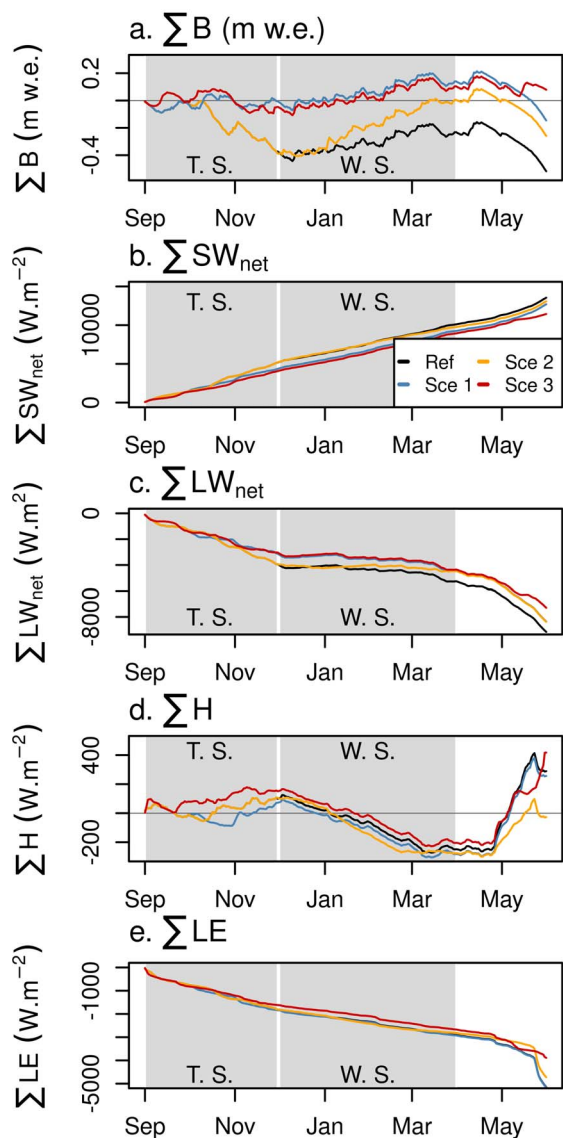 a. ∑ B (m w.e.)
∑ B (m w.e.)
0.2
-0.4
T. S. W. S.
Sep Nov Jan Mar May
b. ∑ SWnet
∑ SWnet (W.m-2)
10000
0
T. S. W. S.
Ref Sce 2
Sce 1 Sce 3
Sep Nov Jan Mar May
c. ∑ LWnet
∑ LWnet (W.m2)
0
-8000
T. S. W. S.
Sep Nov Jan Mar May
d. ∑ H
∑ H (W.m-2)
400
-200
T. S. W. S.
Sep Nov Jan Mar May
e. ∑ LE
∑ LE (W.m-2)
-1000
-5000
T. S. W. S.
Sep Nov Jan Mar May